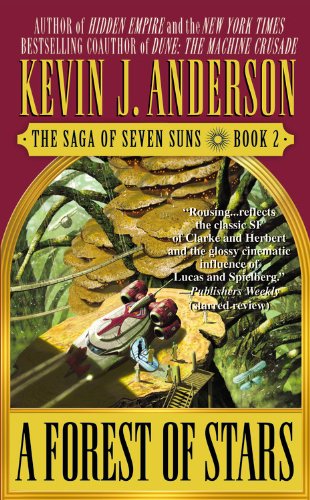 AUTHOR OF HIDDEN EMPIRE AND THE NEW YORK TIMES
BESTSELLING COAUTHOR OF DUNE: THE MACHINE CRUSADE
KEVIN J. ANDERSON
THE SAGA OF SEVEN SUNS BOOK 2
"Rousing...reflects
the classic SF
of Clarke and Herbert
and the glossy cinematic
influence of
Lucas and Spielberg."
—Publishers Weekly
(starred review)
A FOREST OF STARS